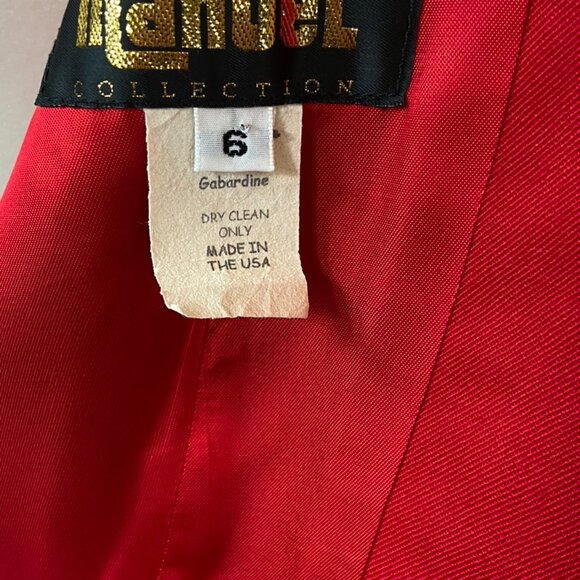 COLLECTION
6
Gabardine
DRY CLEAN
ONLY
MADE IN
THE USA